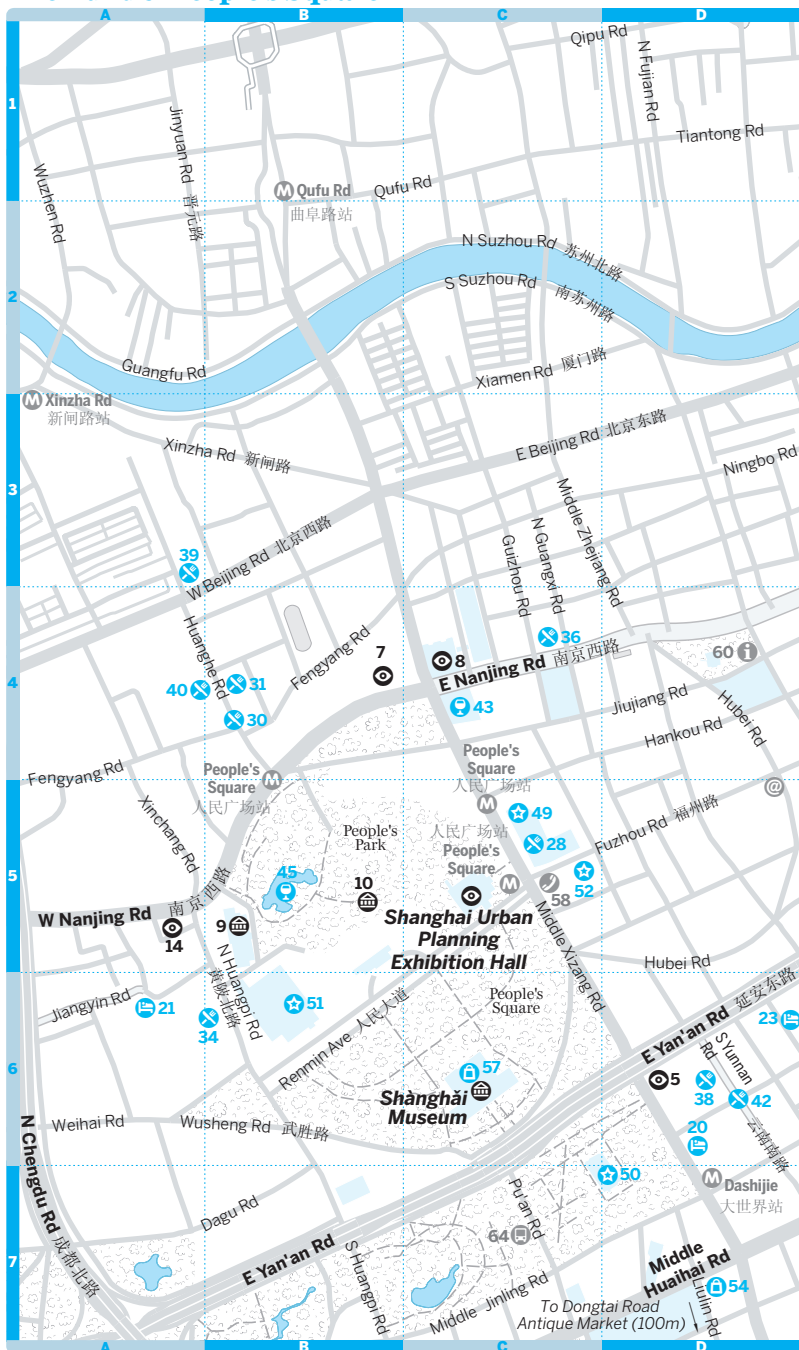 A B C D
1
Qipu Rd
N Fujian Rd
Jinyuan Rd 晋元路
Tiantong Rd
Wuzhen Rd
M Qufu Rd
曲阜路站
Qufu Rd
2
N Suzhou Rd 苏州北路
S Suzhou Rd 南苏州路
Guangfu Rd
Xiamen Rd 厦门路
M Xinzha Rd
新闸路站
3
Xinzha Rd 新闸路
E Beijing Rd 北京东路
Ningbo Rd
Middle Zhejiang Rd
N Guangxi Rd
Guizhou Rd
39
W Beijing Rd 北京西路
4
Huanghe Rd
Fengyang Rd
7
8
36
E Nanjing Rd 南京西路
60 i
40
31
30
43
Jiujiang Rd
Hubei Rd
Hankou Rd
Fengyang Rd
People's
Square
M
人民广场站
People's
Square
人民广场站
M
@
5
Xinchang Rd
People's
Park
49
人民广场站
People's
Square
M
28
Fuzhou Rd 福州路
58
52
45
10
W Nanjing Rd 南京西路
14
9
Shanghai Urban
Planning
Exhibition Hall
Middle Xizang Rd
Hubei Rd
6
N Huangpi Rd
黄陂北路
Jiangyin Rd
21
34
51
People's
Square
Renmin Ave 人民大道
E Yan'an Rd 延安东路
23
57
Shànghǎi
Museum
5
38
S Yunnan
Rd
云南南路
42
20
Weihai Rd
Wusheng Rd 武胜路
N Chengdu Rd 成都北路
7
50
M Dashijie
大世界站
Dagu Rd
Pu'an Rd
64
E Yan'an Rd
S Huangpi Rd
Middle
Huaihai Rd
54
Liulin Rd
Middle Jinling Rd
To Dongtai Road
Antique Market (100m)
A B C D